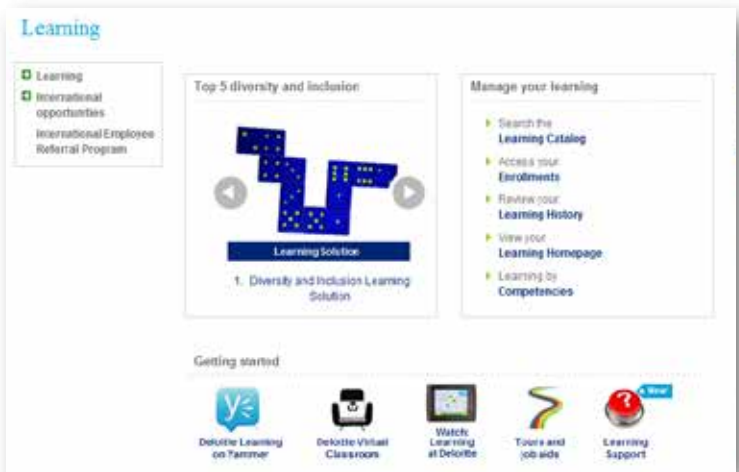 Learning
Learning
International
opportunities
International Employee
Referral Program
Top 5 diversity and inclusion
Learning Solution
1. Diversity and Inclusion Learning
Solution
Manage your learning
Search the
Learning Catalog
Access your
Enrollments
Review your
Learning History
View your
Learning Homepage
Learning by
Competencies
Getting started
Deloitte Learning
on Yammer
Deloitte Virtual
Classroom
Watch:
Learning
at Deloitte
Tours and
job aids
New!
Learning
Support